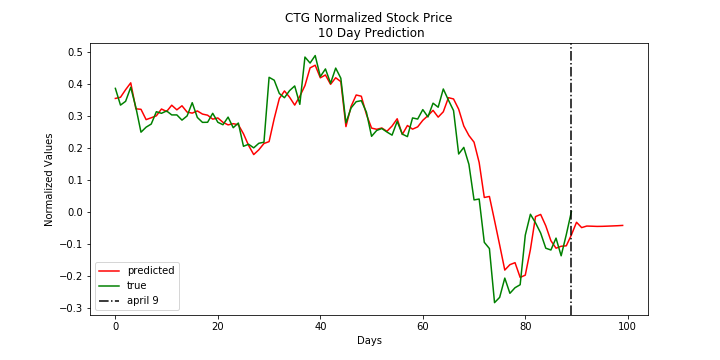 CTG Normalized Stock Price
10 Day Prediction
0.5
0.4
0.3
0.2
0.1
0.0
−0.1
−0.2
−0.3
Normalized Values
predicted
true
april 9
0
20
40
60
80
100
Days